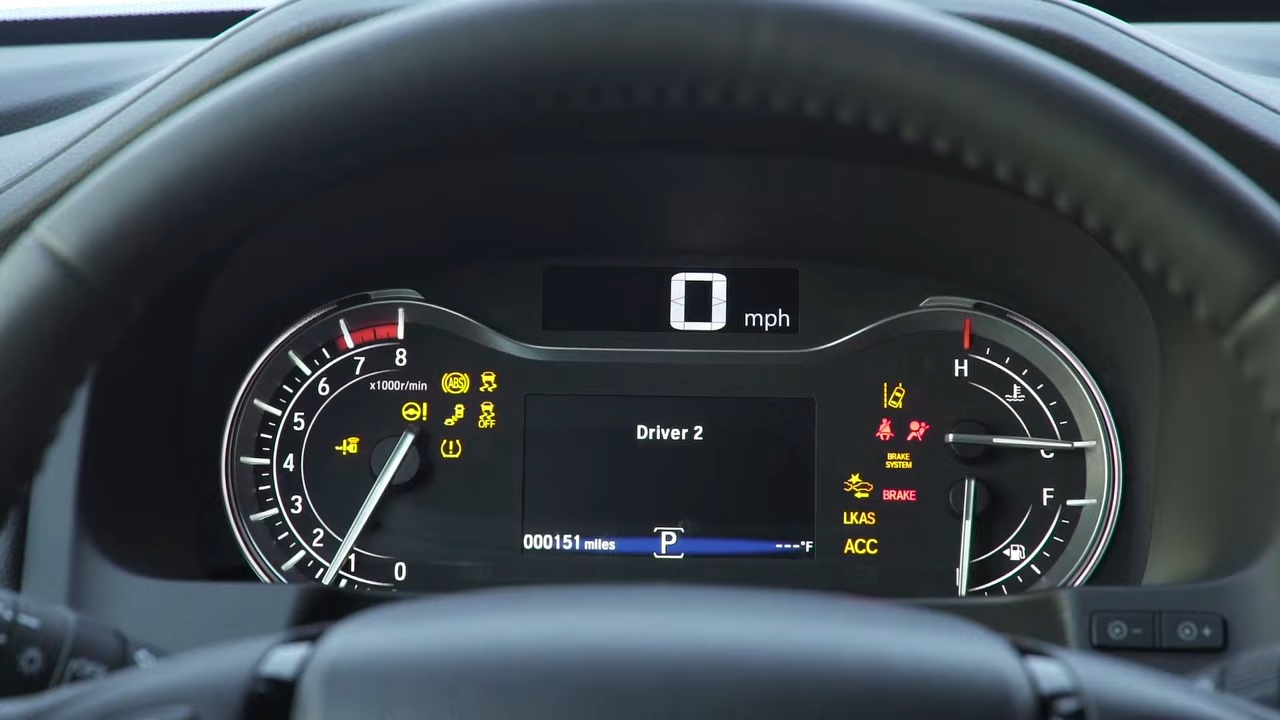 0 mph
8
7
6
5
4
3
2
1
0
x1000r/min
ABS
OFF
Driver 2
000151 miles
P
---°F
H
C
BRAKE
SYSTEM
BRAKE
LKAS
ACC
F